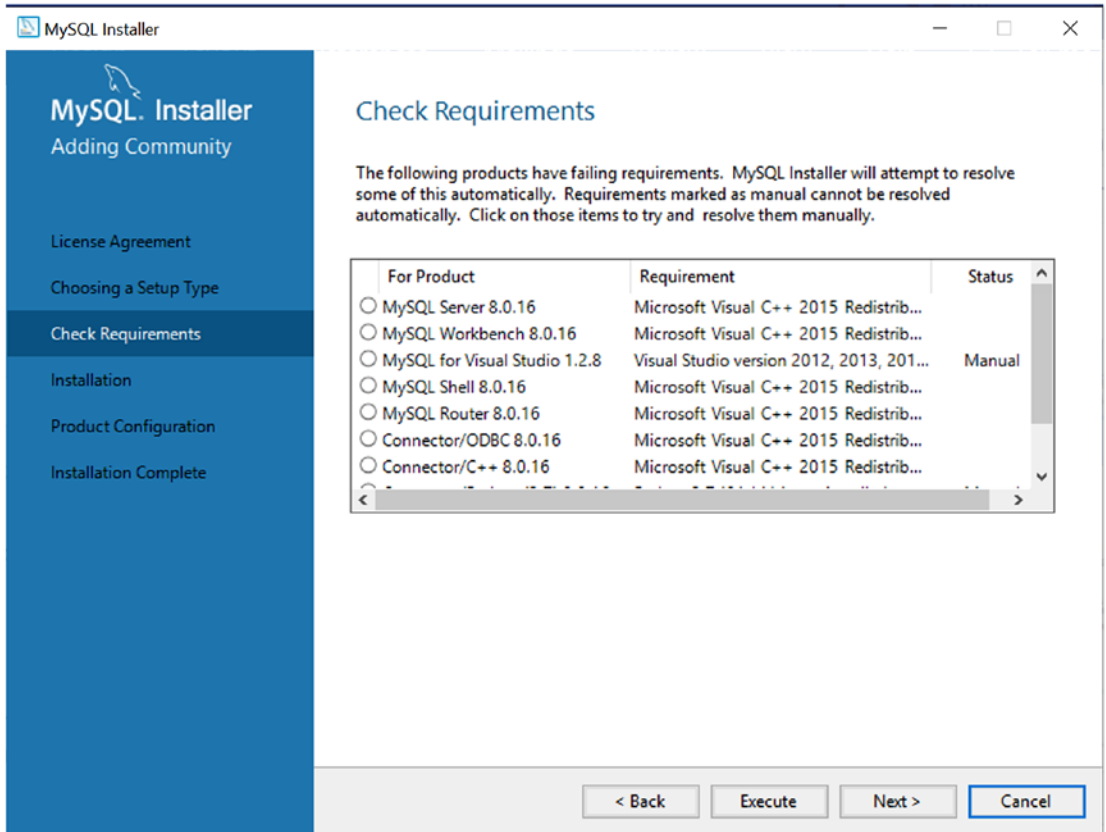 MySQL Installer
MySQL. Installer
Adding Community
License Agreement
Choosing a Setup Type
Check Requirements
Installation
Product Configuration
Installation Complete
Check Requirements
The following products have failing requirements. MySQL Installer will attempt to resolve
some of this automatically. Requirements marked as manual cannot be resolved
automatically. Click on those items to try and resolve them manually.
For Product Requirement Status
MySQL Server 8.0.16 Microsoft Visual C++ 2015 Redistrib...
MySQL Workbench 8.0.16 Microsoft Visual C++ 2015 Redistrib...
MySQL for Visual Studio 1.2.8 Visual Studio version 2012, 2013, 201... Manual
MySQL Shell 8.0.16 Microsoft Visual C++ 2015 Redistrib...
MySQL Router 8.0.16 Microsoft Visual C++ 2015 Redistrib...
Connector/ODBC 8.0.16 Microsoft Visual C++ 2015 Redistrib...
Connector/C++ 8.0.16 Microsoft Visual C++ 2015 Redistrib...
< Back Execute Next > Cancel